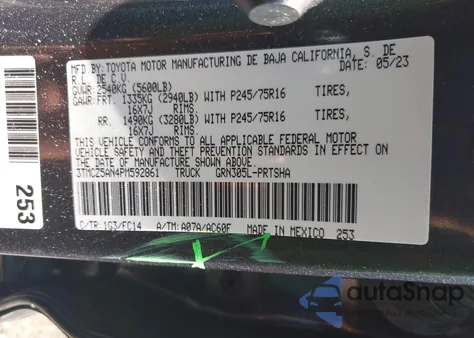 MFD.BY:TOYOTA MOTOR MANUFACTURING DE BAJA CALIFORNIA, S. DE
R.L. DE C.V. DATE: 05/23
GVWR: 2540KG (5600LB)
GAWR: FRT. 1335KG (2940LB) WITH P245/75R16 TIRES,
16X7J RIMS.
RR. 1490KG (3280LB) WITH P245/75R16 TIRES,
16X7J RIMS.
THIS VEHICLE CONFORMS TO ALL APPLICABLE FEDERAL MOTOR
VEHICLE SAFETY AND THEFT PREVENTION STANDARDS IN EFFECT ON
THE DATE OF MANUFACTURE SHOWN ABOVE.
3TMCZ5AN4PM592861 TRUCK GRN305L-PRTSHA
C/TR:1G3/FC14 A/TM:A07A/AC60F MADE IN MEXICO 253
253
autoSnap